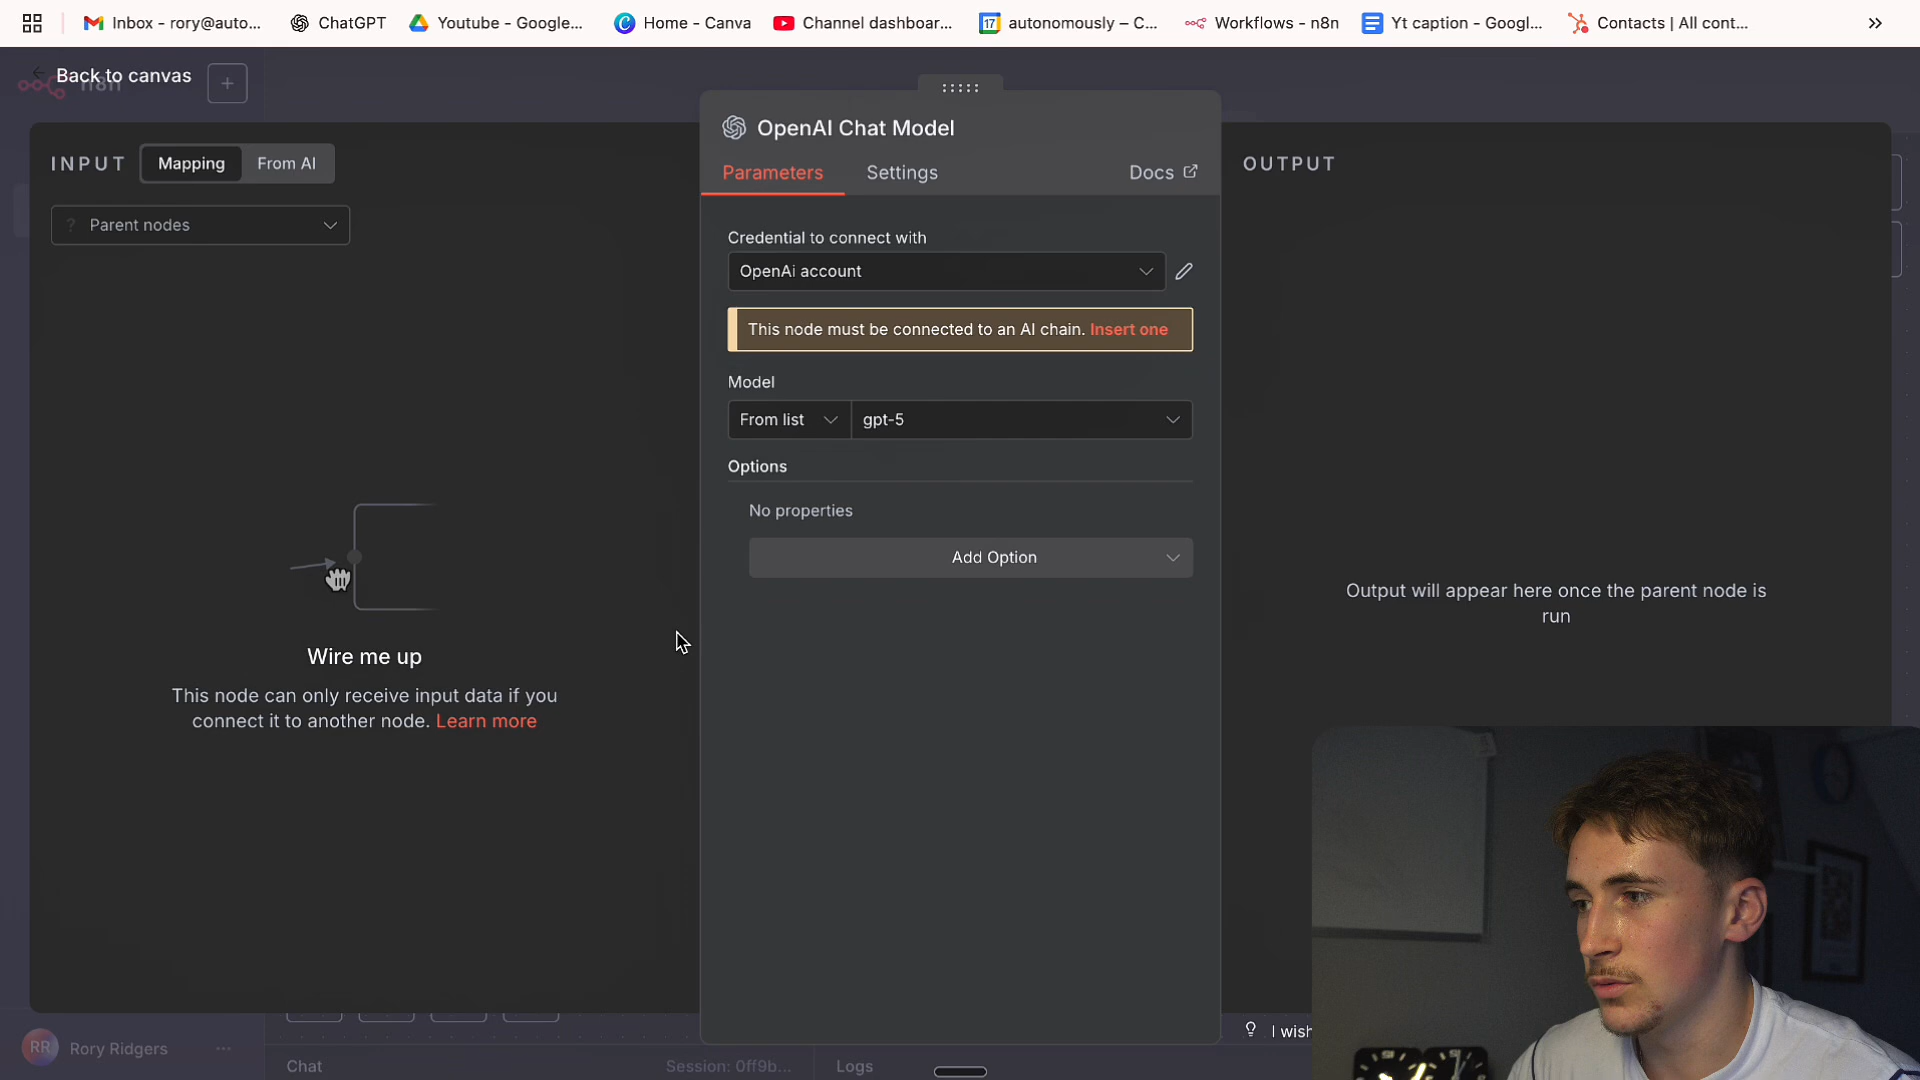 Inbox - rory@auto...
ChatGPT
Youtube - Google...
Home - Canva
Channel dashboar...
17
autonomously – C...
Workflows - n8n
Yt caption - Googl...
Contacts | All cont...
Back to canvas
n8n
INPUT
Mapping
From AI
? Parent nodes
Wire me up
This node can only receive input data if you
connect it to another node. Learn more
OpenAI Chat Model
Parameters
Settings
Docs
Credential to connect with
OpenAi account
This node must be connected to an AI chain. Insert one
Model
From list
gpt-5
Options
No properties
Add Option
OUTPUT
Output will appear here once the parent node is
run
RR
Rory Ridgers
...
I wish
Chat
Session: 0ff9b...
Logs